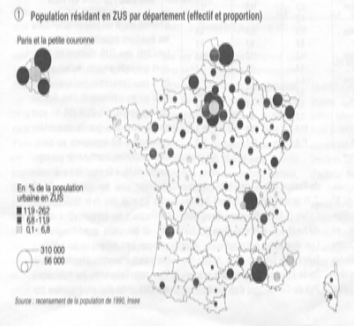 ① Population résidant en ZUS par département (effectif et proportion)
Paris et la petite couronne
En % de la population
urbaine en ZUS
11,9-26,2
6,8-11,9
0,1- 6,8
310 000
56 000
Source : recensement de la population de 1990, Insee